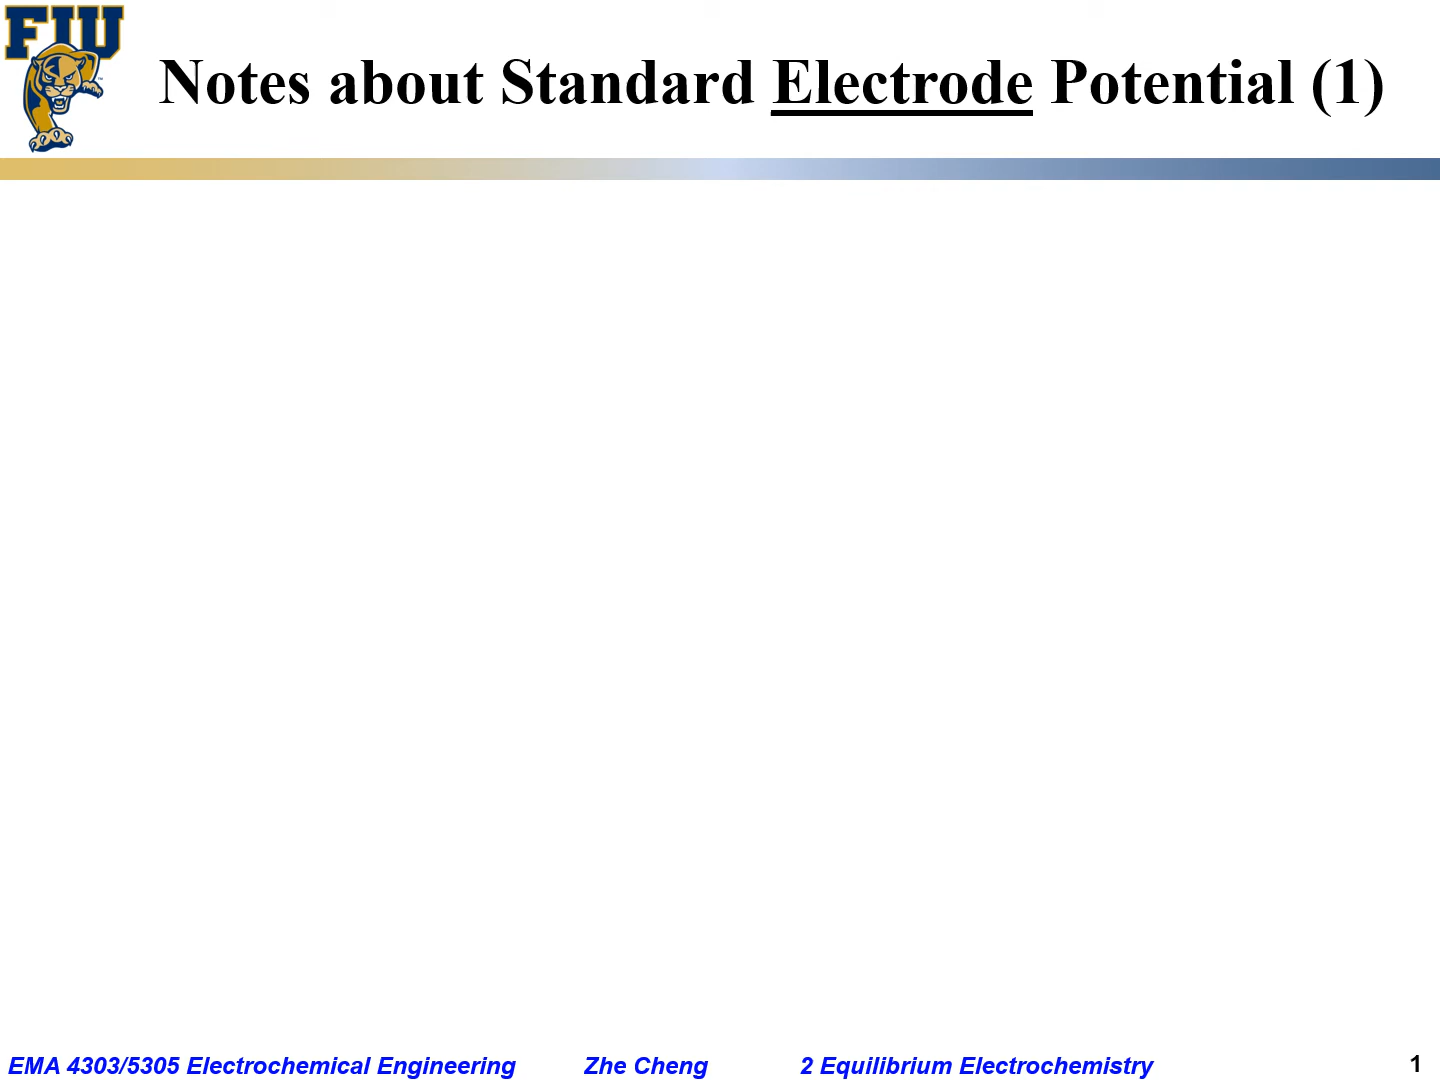 FIU
Notes about Standard Electrode Potential (1)
EMA 4303/5305 Electrochemical Engineering Zhe Cheng 2 Equilibrium Electrochemistry 1